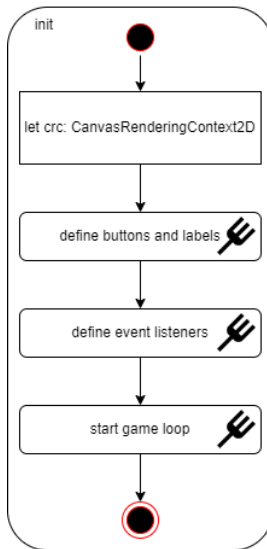 init
let crc: CanvasRenderingContext2D
define buttons and labels
define event listeners
start game loop